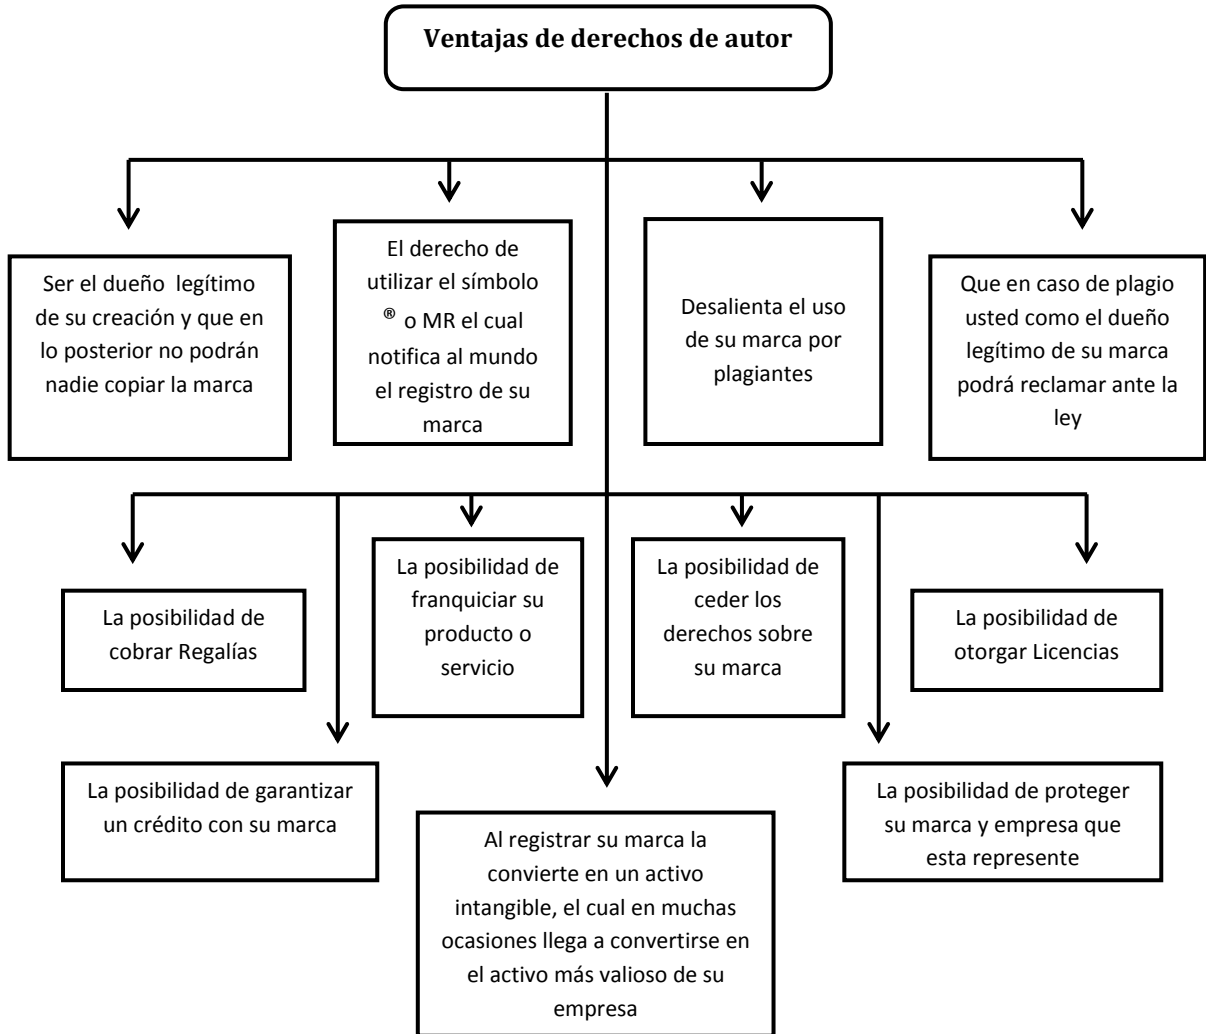 Ventajas de derechos de autor
Ser el dueño  legítimo
de su creación y que en
lo posterior no podrán
nadie copiar la marca
El derecho de
utilizar el símbolo
® o MR el cual
notifica al mundo
el registro de su
marca
Desalienta el uso
de su marca por
plagiantes
Que en caso de plagio
usted como el dueño
legítimo de su marca
podrá reclamar ante la
ley
La posibilidad de
cobrar Regalías
La posibilidad de
franquiciar su
producto o
servicio
La posibilidad de
ceder los
derechos sobre
su marca
La posibilidad de
otorgar Licencias
La posibilidad de garantizar
un crédito con su marca
Al registrar su marca la
convierte en un activo
intangible, el cual en muchas
ocasiones llega a convertirse en
el activo más valioso de su
empresa
La posibilidad de proteger
su marca y empresa que
esta represente